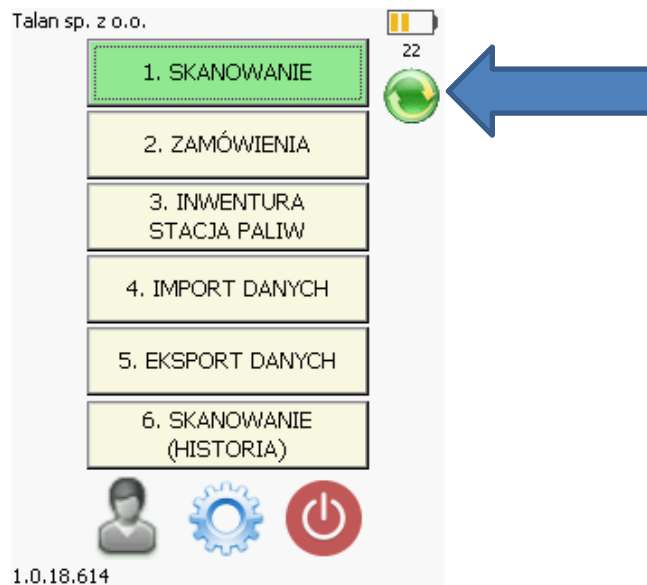 Talan sp. z o.o.
22
1. SKANOWANIE
2. ZAMÓWIENIA
3. INWENTURA
STACJA PALIW
4. IMPORT DANYCH
5. EKSPORT DANYCH
6. SKANOWANIE
(HISTORIA)
1.0.18.614